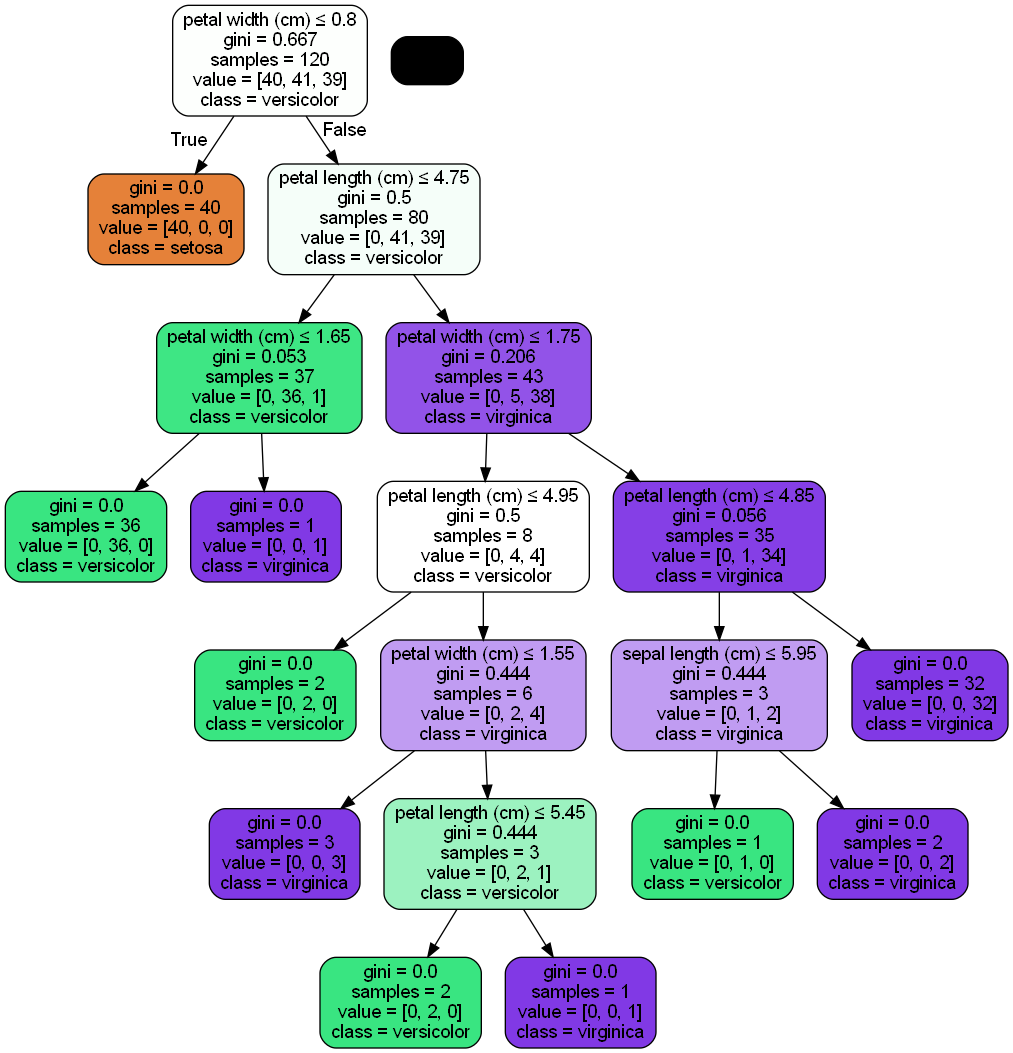 petal width (cm) ≤ 0.8
gini = 0.667
samples = 120
value = [40, 41, 39]
class = versicolor
True
False
gini = 0.0
samples = 40
value = [40, 0, 0]
class = setosa
petal length (cm) ≤ 4.75
gini = 0.5
samples = 80
value = [0, 41, 39]
class = versicolor
petal width (cm) ≤ 1.65
gini = 0.053
samples = 37
value = [0, 36, 1]
class = versicolor
petal width (cm) ≤ 1.75
gini = 0.206
samples = 43
value = [0, 5, 38]
class = virginica
gini = 0.0
samples = 36
value = [0, 36, 0]
class = versicolor
gini = 0.0
samples = 1
value = [0, 0, 1]
class = virginica
petal length (cm) ≤ 4.95
gini = 0.5
samples = 8
value = [0, 4, 4]
class = versicolor
petal length (cm) ≤ 4.85
gini = 0.056
samples = 35
value = [0, 1, 34]
class = virginica
gini = 0.0
samples = 2
value = [0, 2, 0]
class = versicolor
petal width (cm) ≤ 1.55
gini = 0.444
samples = 6
value = [0, 2, 4]
class = virginica
sepal length (cm) ≤ 5.95
gini = 0.444
samples = 3
value = [0, 1, 2]
class = virginica
gini = 0.0
samples = 32
value = [0, 0, 32]
class = virginica
gini = 0.0
samples = 3
value = [0, 0, 3]
class = virginica
petal length (cm) ≤ 5.45
gini = 0.444
samples = 3
value = [0, 2, 1]
class = versicolor
gini = 0.0
samples = 1
value = [0, 1, 0]
class = versicolor
gini = 0.0
samples = 2
value = [0, 0, 2]
class = virginica
gini = 0.0
samples = 2
value = [0, 2, 0]
class = versicolor
gini = 0.0
samples = 1
value = [0, 0, 1]
class = virginica